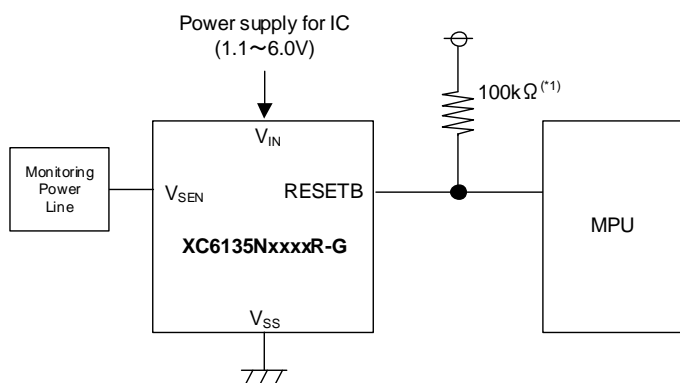 Power supply for IC
(1.1~6.0V)
100kΩ(*1)
VIN
Monitoring
Power
Line
VSEN
RESETB
MPU
XC6135NxxxxR-G
VSS